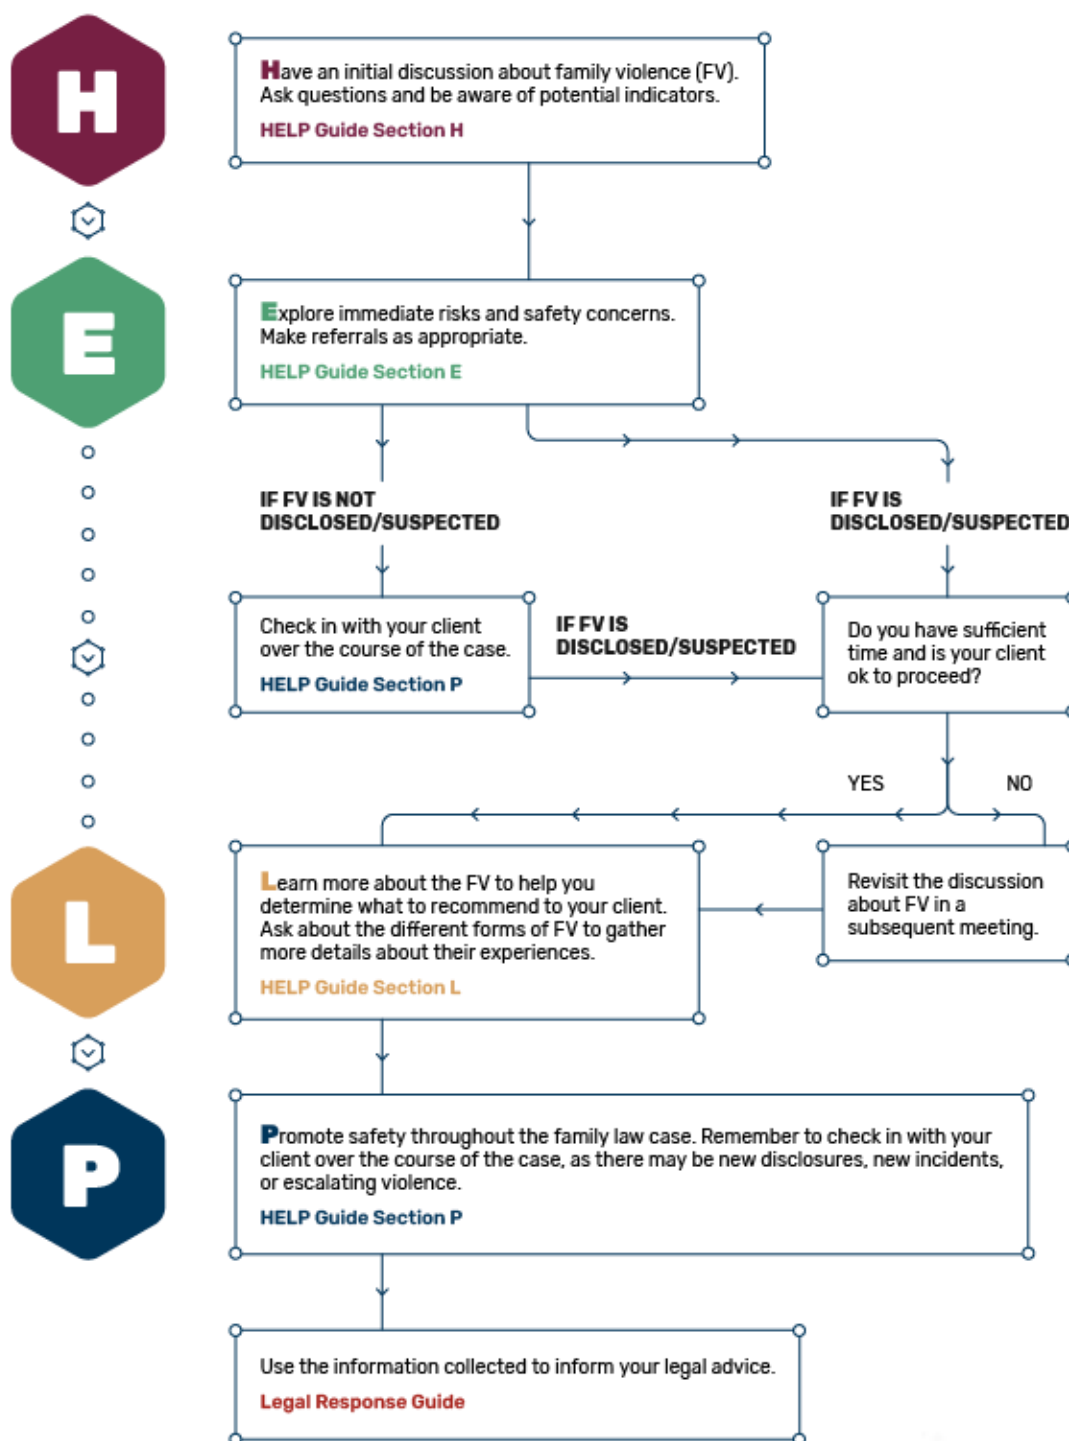 H
Have an initial discussion about family violence (FV).
Ask questions and be aware of potential indicators.
HELP Guide Section H
E
Explore immediate risks and safety concerns.
Make referrals as appropriate.
HELP Guide Section E
IF FV IS NOT
DISCLOSED/SUSPECTED
IF FV IS
DISCLOSED/SUSPECTED
Check in with your client
over the course of the case.
HELP Guide Section P
IF FV IS
DISCLOSED/SUSPECTED
Do you have sufficient
time and is your client
ok to proceed?
YES
NO
L
Learn more about the FV to help you
determine what to recommend to your client.
Ask about the different forms of FV to gather
more details about their experiences.
HELP Guide Section L
Revisit the discussion
about FV in a
subsequent meeting.
P
Promote safety throughout the family law case. Remember to check in with your
client over the course of the case, as there may be new disclosures, new incidents,
or escalating violence.
HELP Guide Section P
Use the information collected to inform your legal advice.
Legal Response Guide